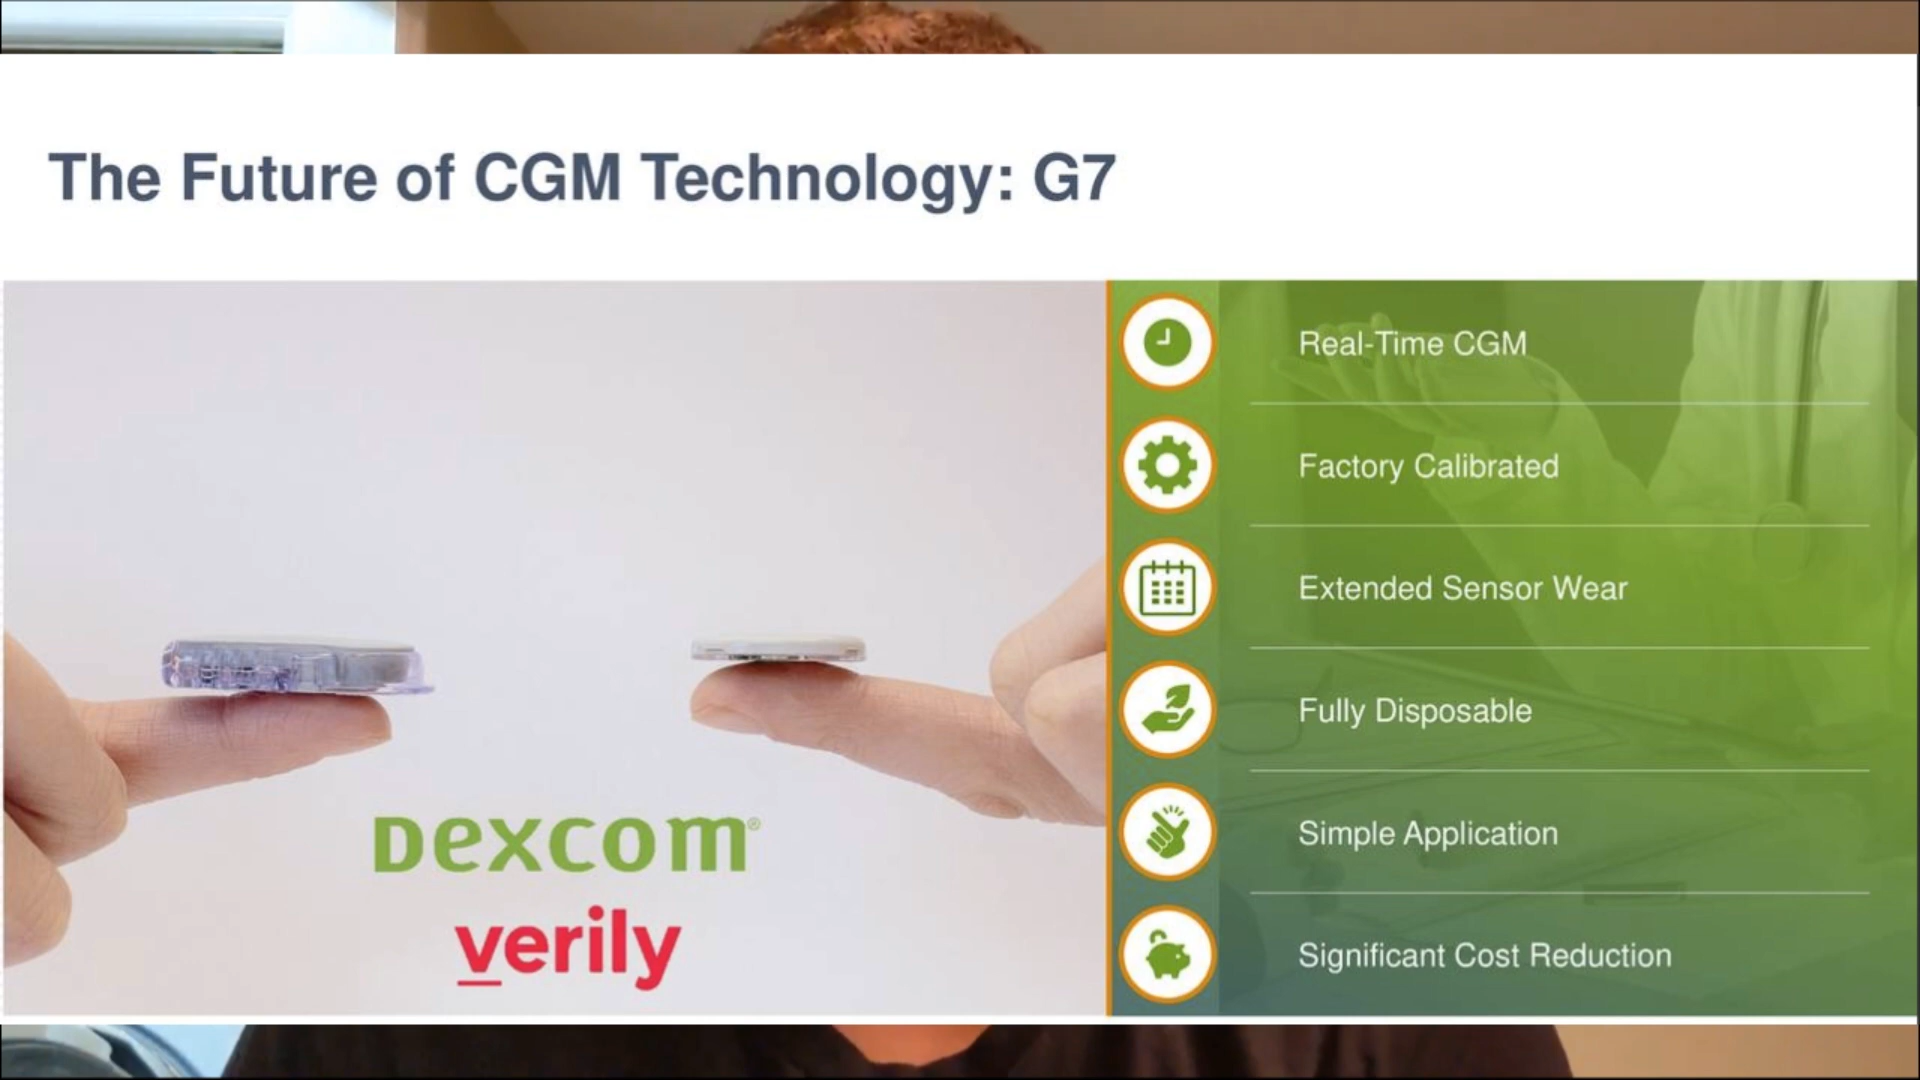 The Future of CGM Technology: G7
Real-Time CGM
Factory Calibrated
Extended Sensor Wear
Fully Disposable
Simple Application
Significant Cost Reduction
Dexcom®
verily